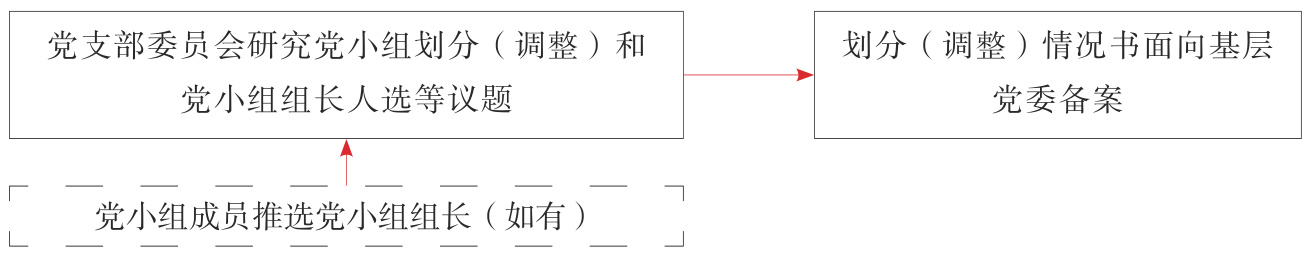 党支部委员会研究党小组划分（调整）和
党小组组长人选等议题
划分（调整）情况书面向基层
党委备案
党小组成员推选党小组组长（如有）